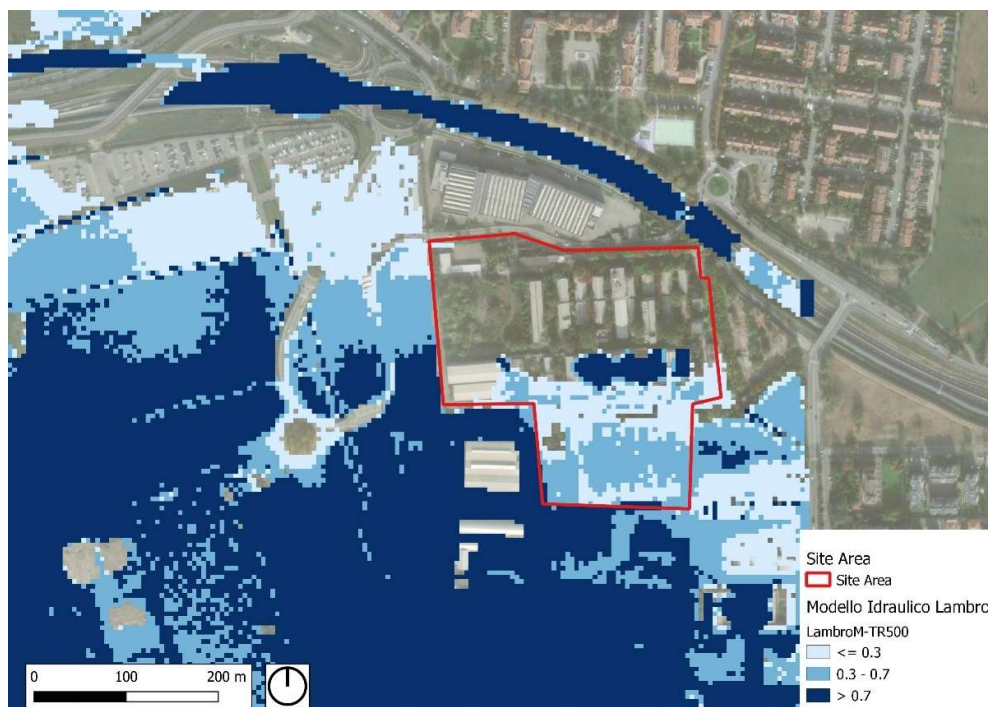 Site Area
Site Area
Modello Idraulico Lambro
LambroM-TR500
<= 0.3
0.3 - 0.7
> 0.7
0 100 200 m